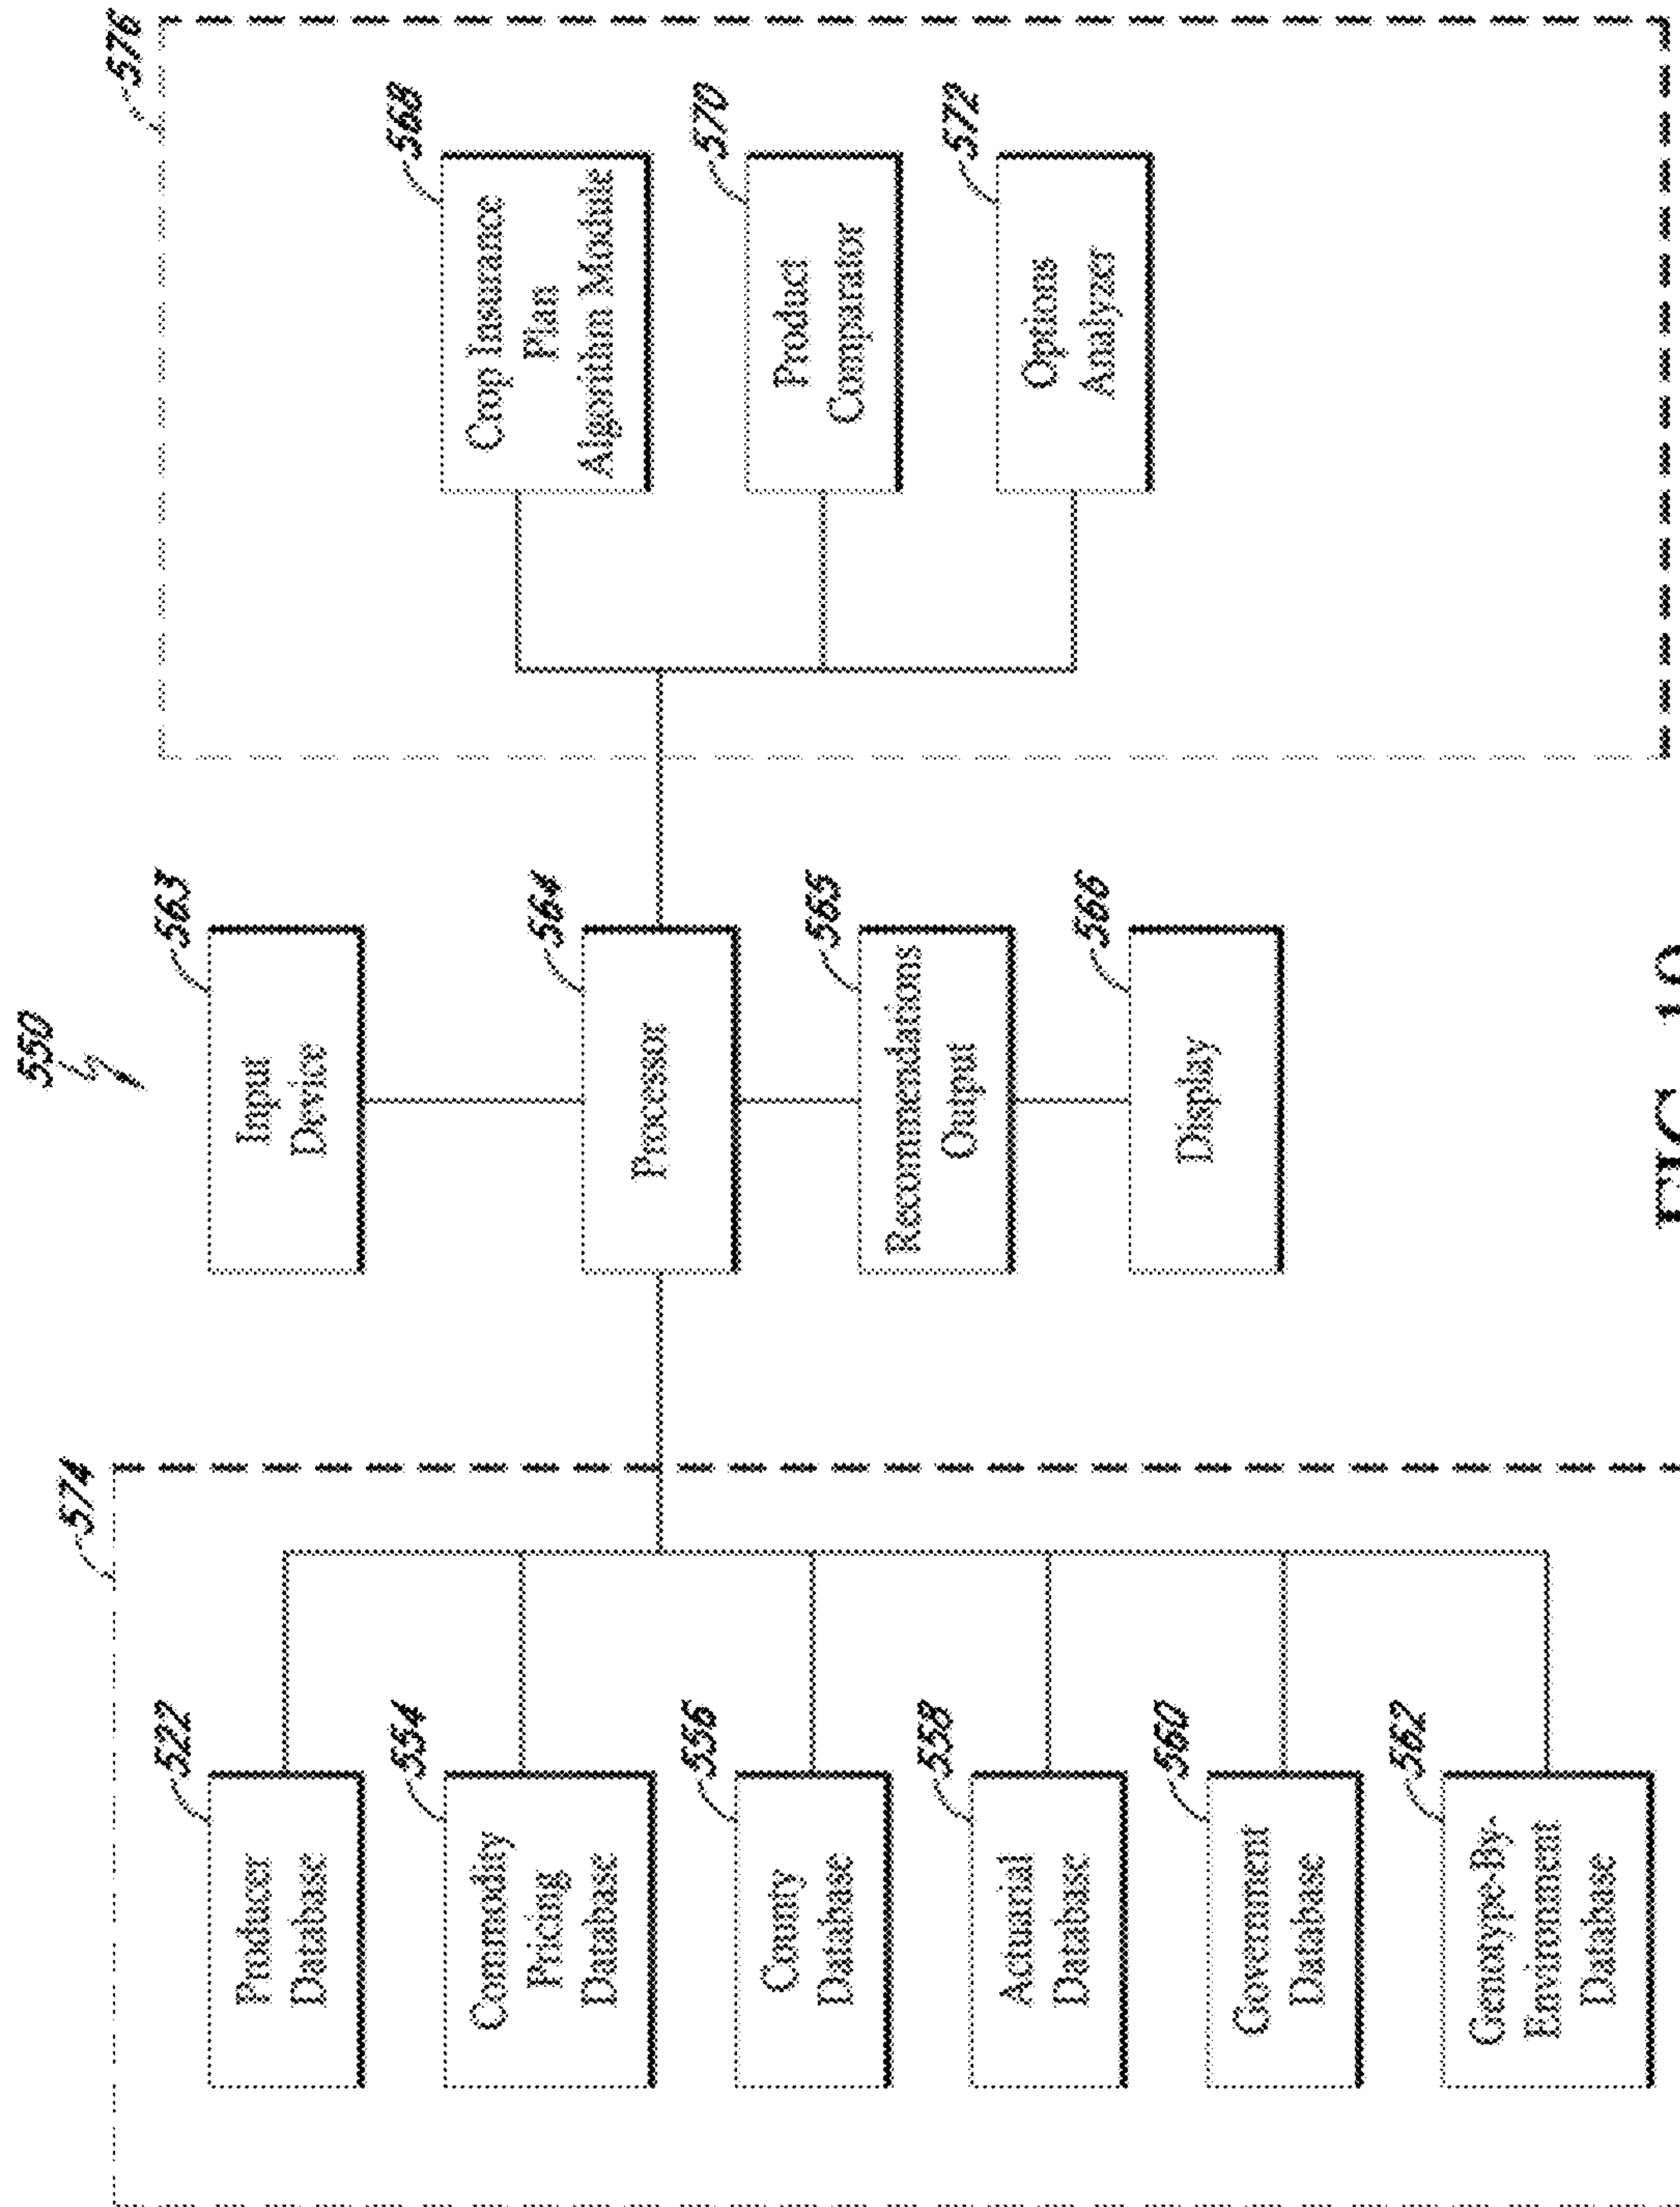 550
574
522
Producer
Database
554
Commodity
Pricing
Database
556
County
Database
558
Actuarial
Database
560
Government
Database
562
Genotype-By-
Environment
Database
563
Input
Device
564
Processor
565
Recommendations
Output
566
Display
576
568
Crop Insurance
Plan
Algorithm Module
570
Product
Comparator
572
Options
Analyzer
FIG.